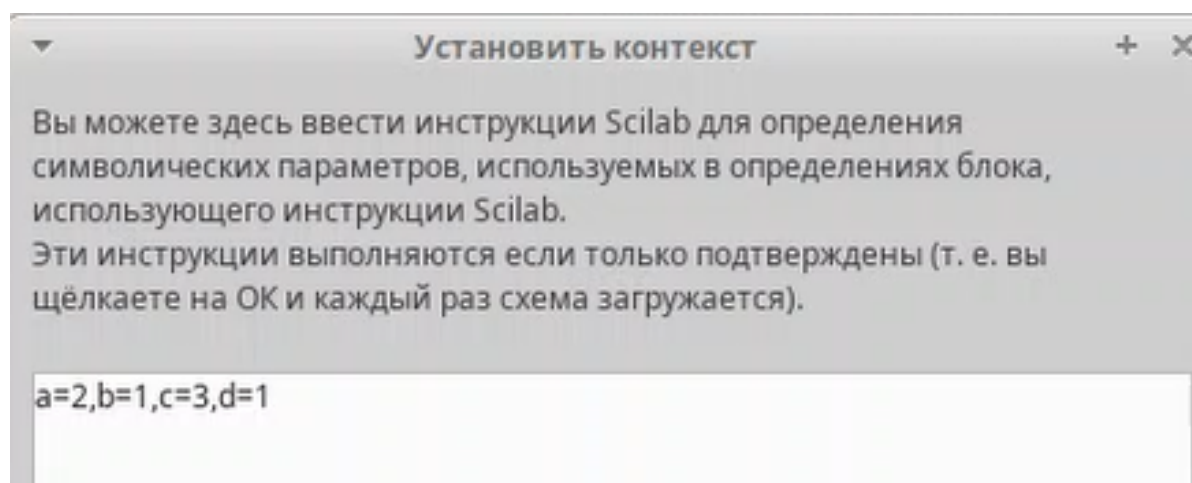 Установить контекст
Вы можете здесь ввести инструкции Scilab для определения
символических параметров, используемых в определениях блока,
использующего инструкции Scilab.
Эти инструкции выполняются если только подтверждены (т. е. вы
щёлкаете на ОК и каждый раз схема загружается).
a=2,b=1,c=3,d=1